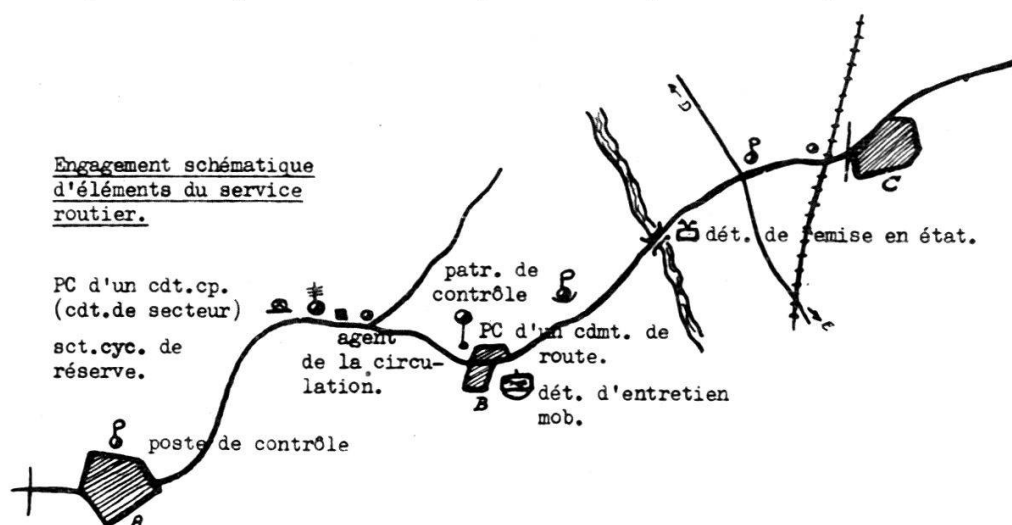 Engagement schématique
d'éléments du service
routier.
PC d'un cdt.cp.
(cdt.de secteur)
sct.cyc. de
réserve.
agent
de la circu-
lation.
patr. de
contrôle
PC d'un cdmt. de
route.
dét. d'entretien
mob.
dét. de remise en état.
poste de contrôle
A
B
C
D
E